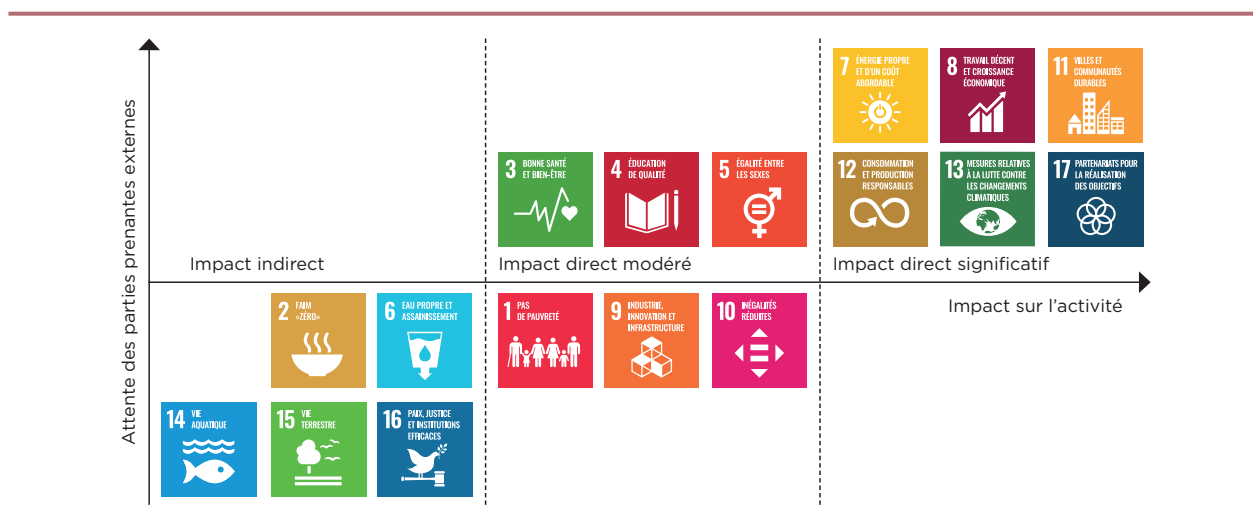 Attente des parties prenantes externes
7 ÉNERGIE PROPRE
ET D'UN COÛT
ABORDABLE
8 TRAVAIL DÉCENT
ET CROISSANCE
ÉCONOMIQUE
11 VILLES ET
COMMUNAUTÉS
DURABLES
3 BONNE SANTÉ
ET BIEN-ÊTRE
4 ÉDUCATION
DE QUALITÉ
5 ÉGALITÉ ENTRE
LES SEXES
12 CONSOMMATION
ET PRODUCTION
RESPONSABLES
13 MESURES RELATIVES
À LA LUTTE CONTRE
LES CHANGEMENTS
CLIMATIQUES
17 PARTENARIATS POUR
LA RÉALISATION
DES OBJECTIFS
Impact indirect
Impact direct modéré
Impact direct significatif
Impact sur l'activité
2 FAIM
«ZÉRO»
6 EAU PROPRE ET
ASSAINISSEMENT
1 PAS
DE PAUVRETÉ
9 INDUSTRIE,
INNOVATION ET
INFRASTRUCTURE
10 INÉGALITÉS
RÉDUITES
14 VIE
AQUATIQUE
15 VIE
TERRESTRE
16 PAIX, JUSTICE
ET INSTITUTIONS
EFFICACES